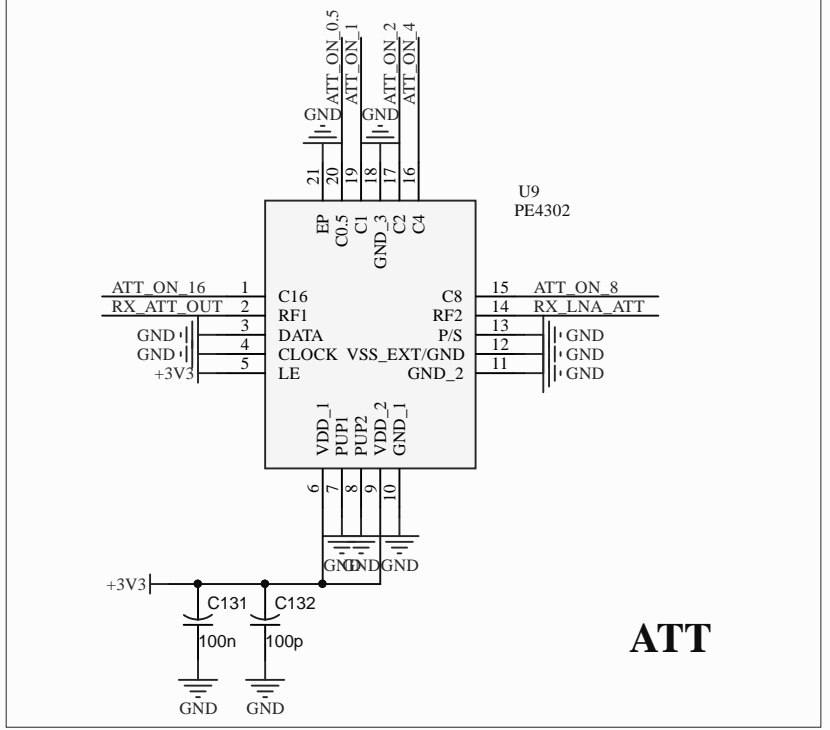 ATT_ON_0.5
ATT_ON_1
ATT_ON_2
ATT_ON_4
GND
GND
21
20
19
18
17
16
U9
PE4302
EP
C0.5
C1
GND_3
C2
C4
ATT_ON_16 1 C16
RX_ATT_OUT 2 RF1
GND 3 DATA
GND 4 CLOCK
+3V3 5 LE
C8 15 ATT_ON_8
RF2 14 RX_LNA_ATT
P/S 13 GND
VSS_EXT/GND 12 GND
GND_2 11 GND
VDD_1
PUP1
PUP2
VDD_2
GND_1
6
7
8
9
10
GND
GND
GND
+3V3
C131
100n
C132
100p
GND
GND
ATT